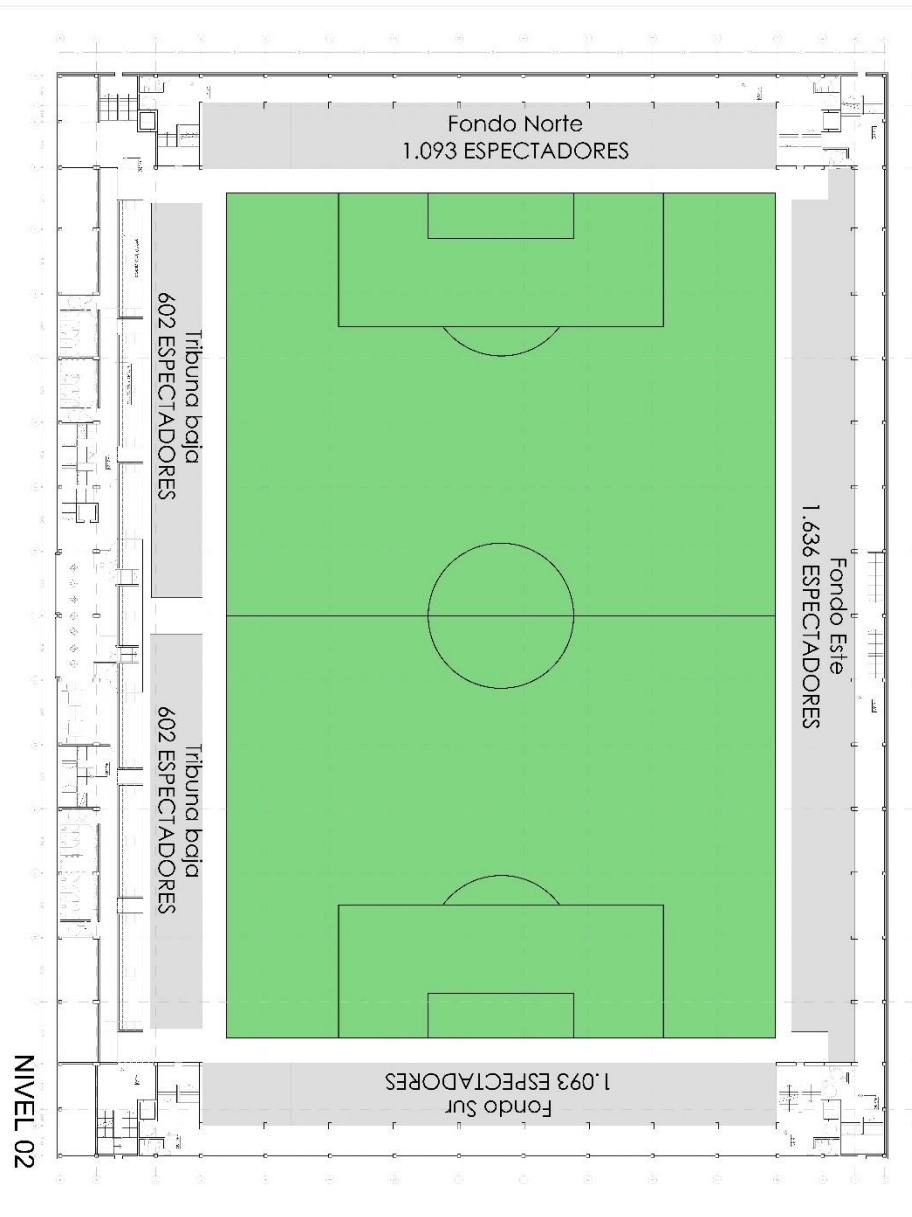 Fondo Norte
1.093 ESPECTADORES
Tribuna baja
602 ESPECTADORES
Fondo Este
1.636 ESPECTADORES
Tribuna baja
602 ESPECTADORES
Fondo Sur
1.093 ESPECTADORES
NIVEL 02